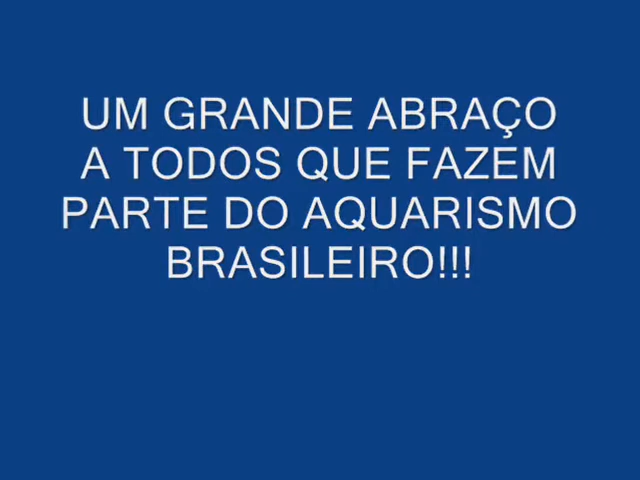 UM GRANDE ABRAÇO
A TODOS QUE FAZEM
PARTE DO AQUARISMO
BRASILEIRO!!!